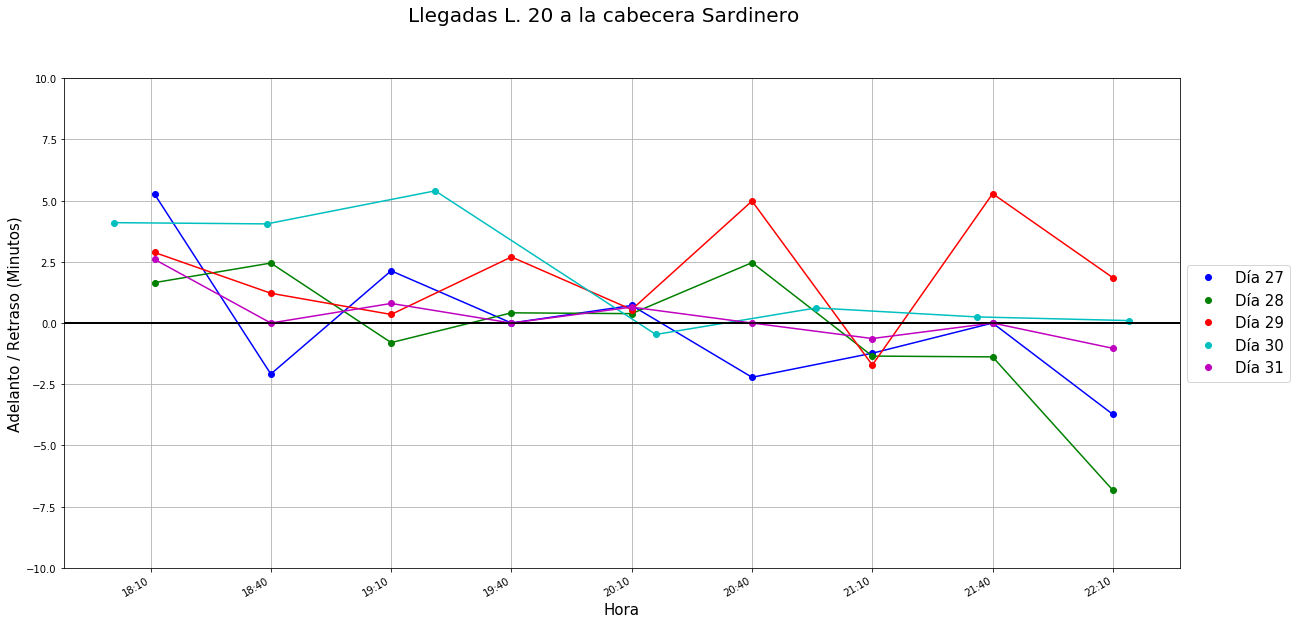 Llegadas L. 20 a la cabecera Sardinero
Adelanto / Retraso (Minutos)
10.0
7.5
5.0
2.5
0.0
−2.5
−5.0
−7.5
−10.0
18:10
18:40
19:10
19:40
20:10
20:40
21:10
21:40
22:10
Hora
Día 27
Día 28
Día 29
Día 30
Día 31